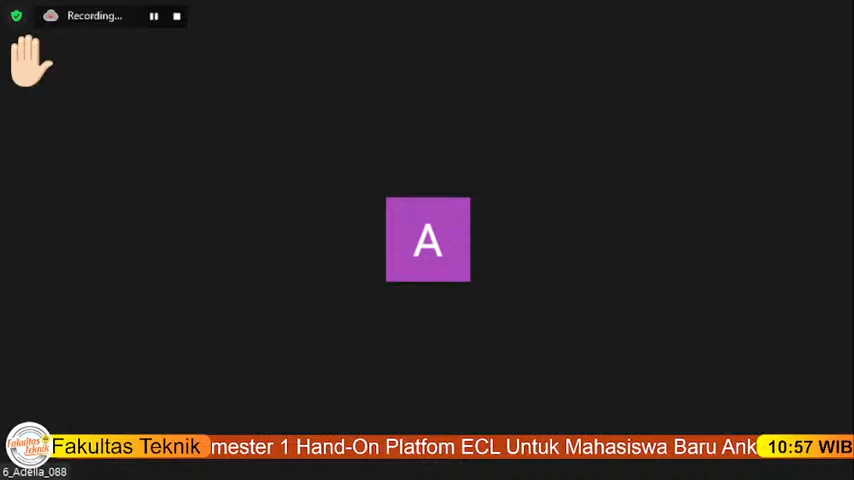 Recording...
A
Fakultas Teknik
Fakultas Teknik mester 1 Hand-On Platfom ECL Untuk Mahasiswa Baru Ank 10:57 WIB
6_Adella_088